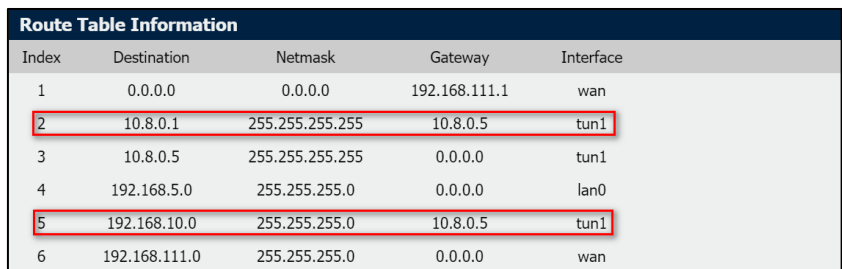 Route Table Information
Index Destination Netmask Gateway Interface
1 0.0.0.0 0.0.0.0 192.168.111.1 wan
2 10.8.0.1 255.255.255.255 10.8.0.5 tun1
3 10.8.0.5 255.255.255.255 0.0.0.0 tun1
4 192.168.5.0 255.255.255.0 0.0.0.0 lan0
5 192.168.10.0 255.255.255.0 10.8.0.5 tun1
6 192.168.111.0 255.255.255.0 0.0.0.0 wan